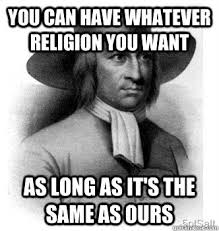 YOU CAN HAVE WHATEVER
RELIGION YOU WANT
AS LONG AS IT'S THE
SAME AS OURS